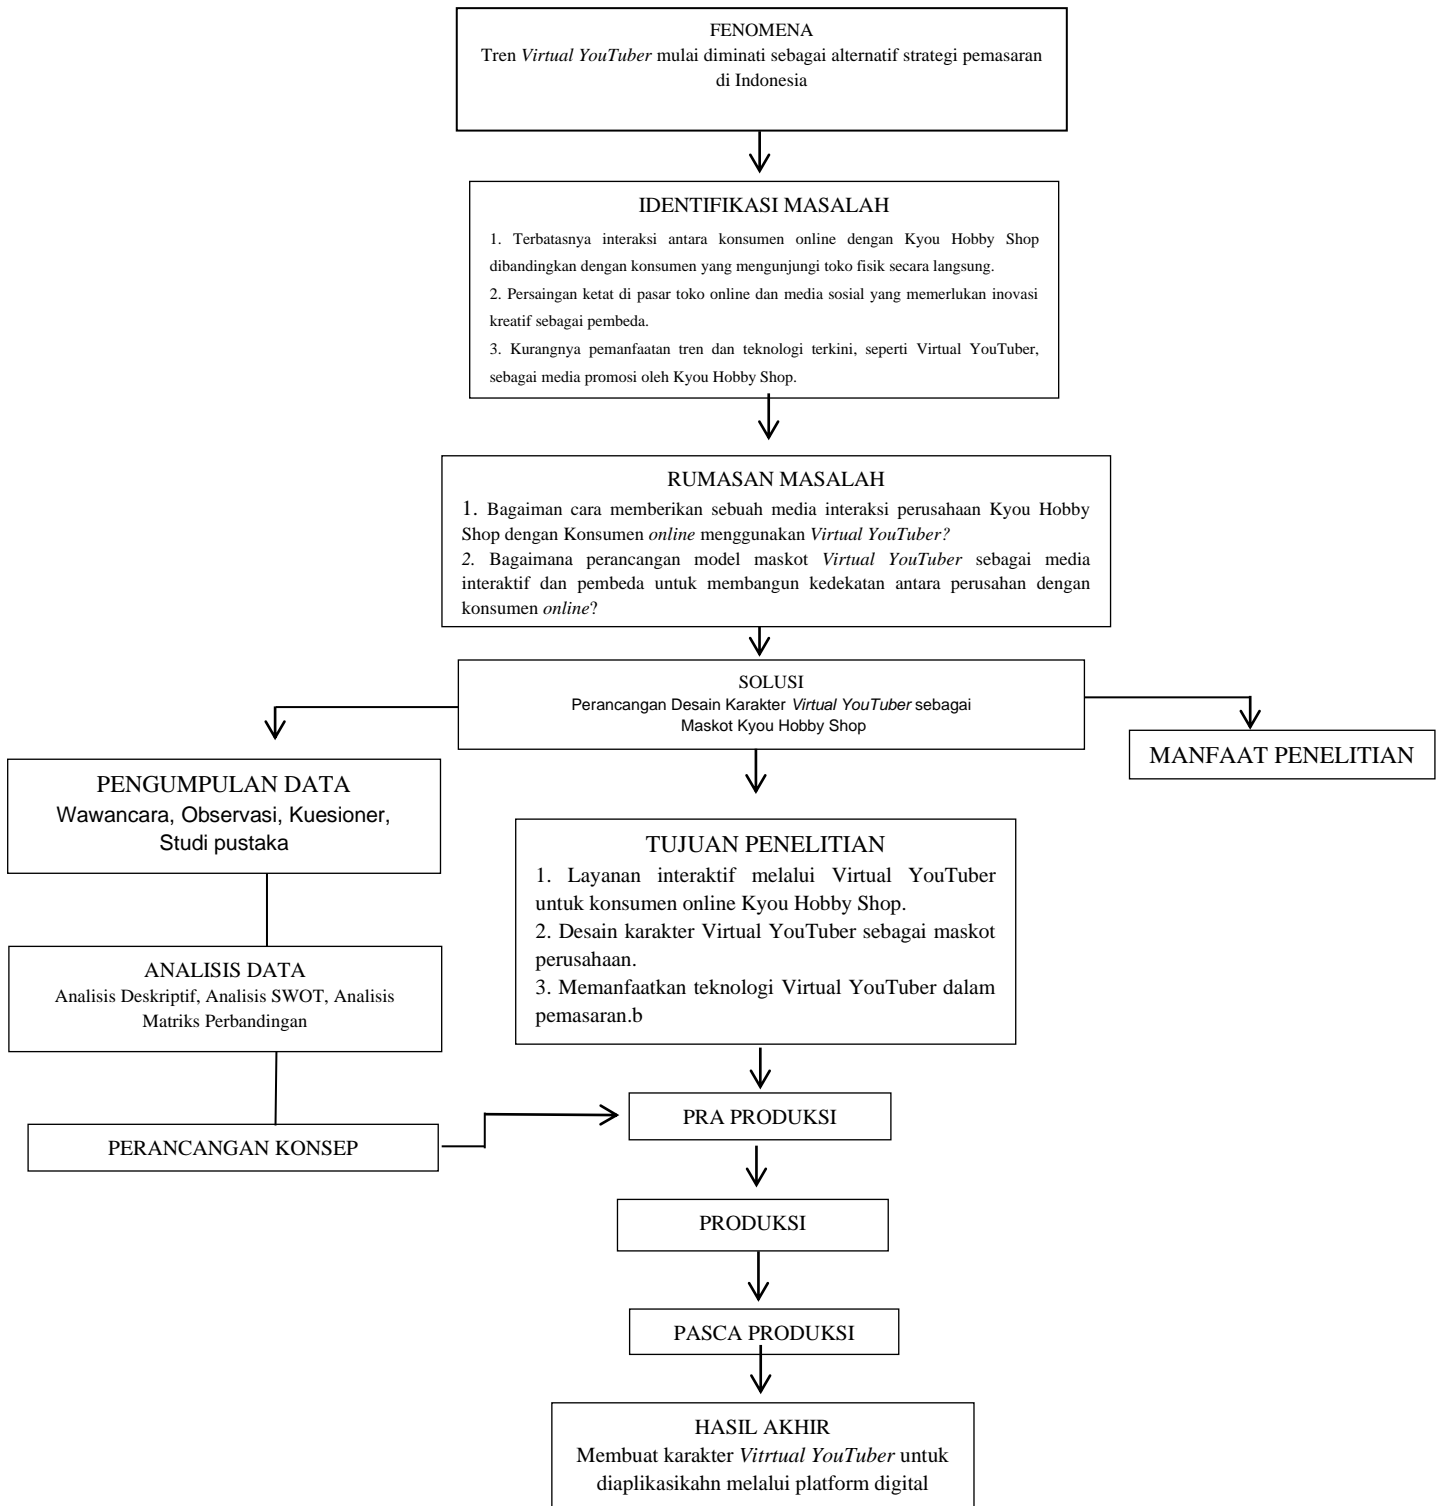 FENOMENA
Tren Virtual YouTuber mulai diminati sebagai alternatif strategi pemasaran
di Indonesia
IDENTIFIKASI MASALAH
1. Terbatasnya interaksi antara konsumen online dengan Kyou Hobby Shop
dibandingkan dengan konsumen yang mengunjungi toko fisik secara langsung.
2. Persaingan ketat di pasar toko online dan media sosial yang memerlukan inovasi
kreatif sebagai pembeda.
3. Kurangnya pemanfaatan tren dan teknologi terkini, seperti Virtual YouTuber,
sebagai media promosi oleh Kyou Hobby Shop.
RUMASAN MASALAH
1. Bagaiman cara memberikan sebuah media interaksi perusahaan Kyou Hobby
Shop dengan Konsumen online menggunakan Virtual YouTuber?
2. Bagaimana perancangan model maskot Virtual YouTuber sebagai media
interaktif dan pembeda untuk membangun kedekatan antara perusahan dengan
konsumen online?
SOLUSI
Perancangan Desain Karakter Virtual YouTuber sebagai
Maskot Kyou Hobby Shop
MANFAAT PENELITIAN
PENGUMPULAN DATA
Wawancara, Observasi, Kuesioner,
Studi pustaka
TUJUAN PENELITIAN
1. Layanan interaktif melalui Virtual YouTuber
untuk konsumen online Kyou Hobby Shop.
2. Desain karakter Virtual YouTuber sebagai maskot
perusahaan.
3. Memanfaatkan teknologi Virtual YouTuber dalam
pemasaran.b
ANALISIS DATA
Analisis Deskriptif, Analisis SWOT, Analisis
Matriks Perbandingan
PERANCANGAN KONSEP
PRA PRODUKSI
PRODUKSI
PASCA PRODUKSI
HASIL AKHIR
Membuat karakter Vitrtual YouTuber untuk
diaplikasikahn melalui platform digital